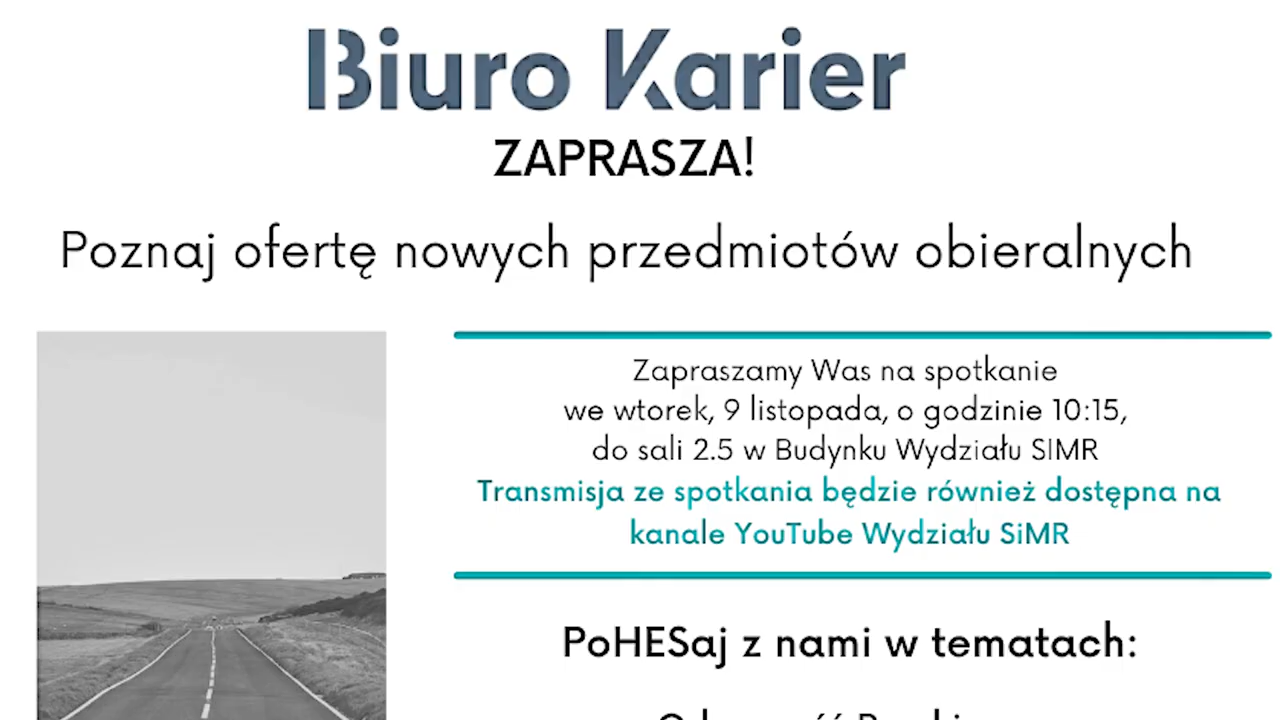 Biuro Karier
ZAPRASZA!
Poznaj ofertę nowych przedmiotów obieralnych
Zapraszamy Was na spotkanie
we wtorek, 9 listopada, o godzinie 10:15,
do sali 2.5 w Budynku Wydziału SIMR
Transmisja ze spotkania będzie również dostępna na
kanale YouTube Wydziału SiMR
PoHESaj z nami w tematach: